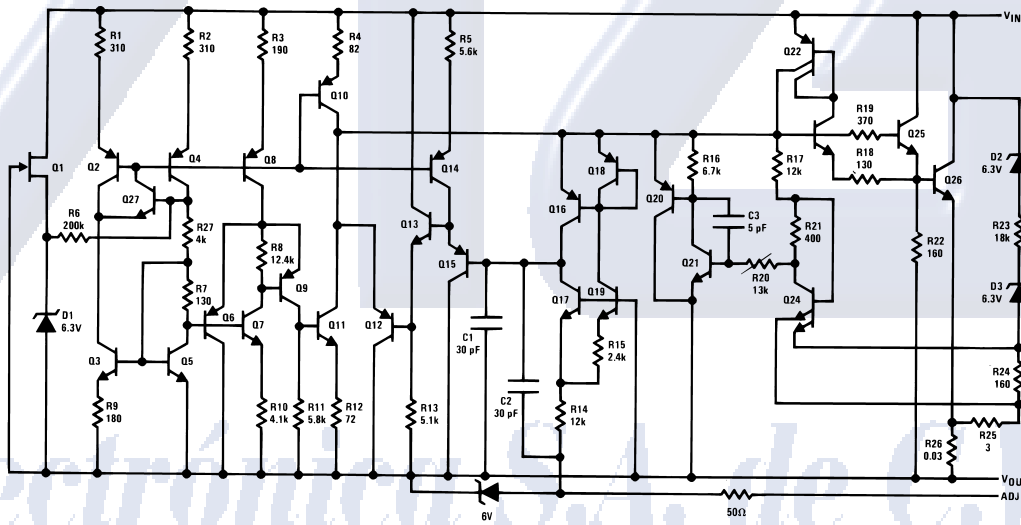 VIN
R1
310
R2
310
R3
190
R4
82
R5
5.6k
Q22
Q10
R19
370
Q25
Q1
Q2
Q4
Q8
Q14
Q18
R16
6.7k
R17
12k
R18
130
Q26
D2
6.3V
Q27
R6
200k
R27
4k
Q13
Q16
Q20
C3
5 pF
R21
400
R22
160
R23
18k
R8
12.4k
Q15
Q21
R20
13k
R7
130
Q9
Q17
Q19
Q24
D3
6.3V
D1
6.3V
Q6
Q7
Q11
Q12
C1
30 pF
R15
2.4k
Q3
Q5
C2
30 pF
R24
160
R9
180
R10
4.1k
R11
5.8k
R12
72
R13
5.1k
R14
12k
R26
0.03
R25
3
VOU
ADJ
6V
50Ω
S.A. de C.